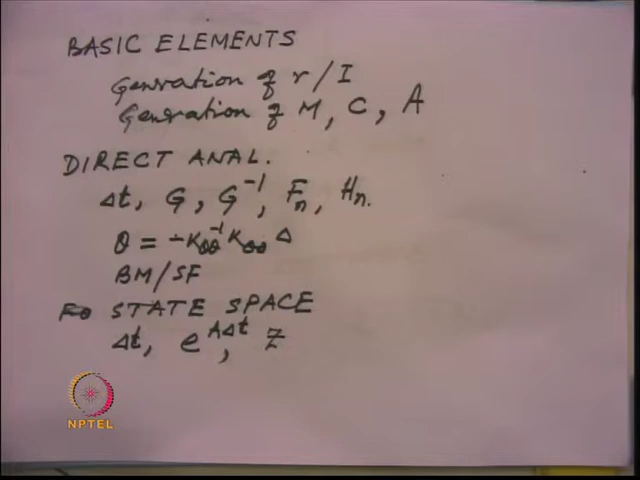 BASIC ELEMENTS
Generation of r/I
Generation of M, C, A
DIRECT ANAL.
Δt, G, G⁻¹, Fn, Hn.
θ = -Kθθ⁻¹ Kθθ Δ
BM/SF
STATE SPACE
Δt, e^AΔt, Z
NPTEL